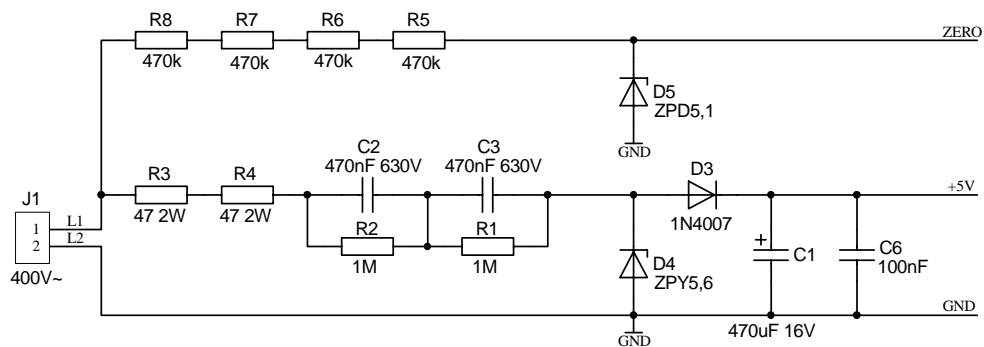 R8 R7 R6 R5 ZERO
470k 470k 470k 470k
D5
ZPD5,1
GND
C2 C3
470nF 630V 470nF 630V
R3 R4 D3 +5V
47 2W 47 2W 1N4007
J1
1 L1
2 L2
400V~
R2 R1
1M 1M
D4
ZPY5,6
+ C1 C6
100nF
GND
GND 470uF 16V